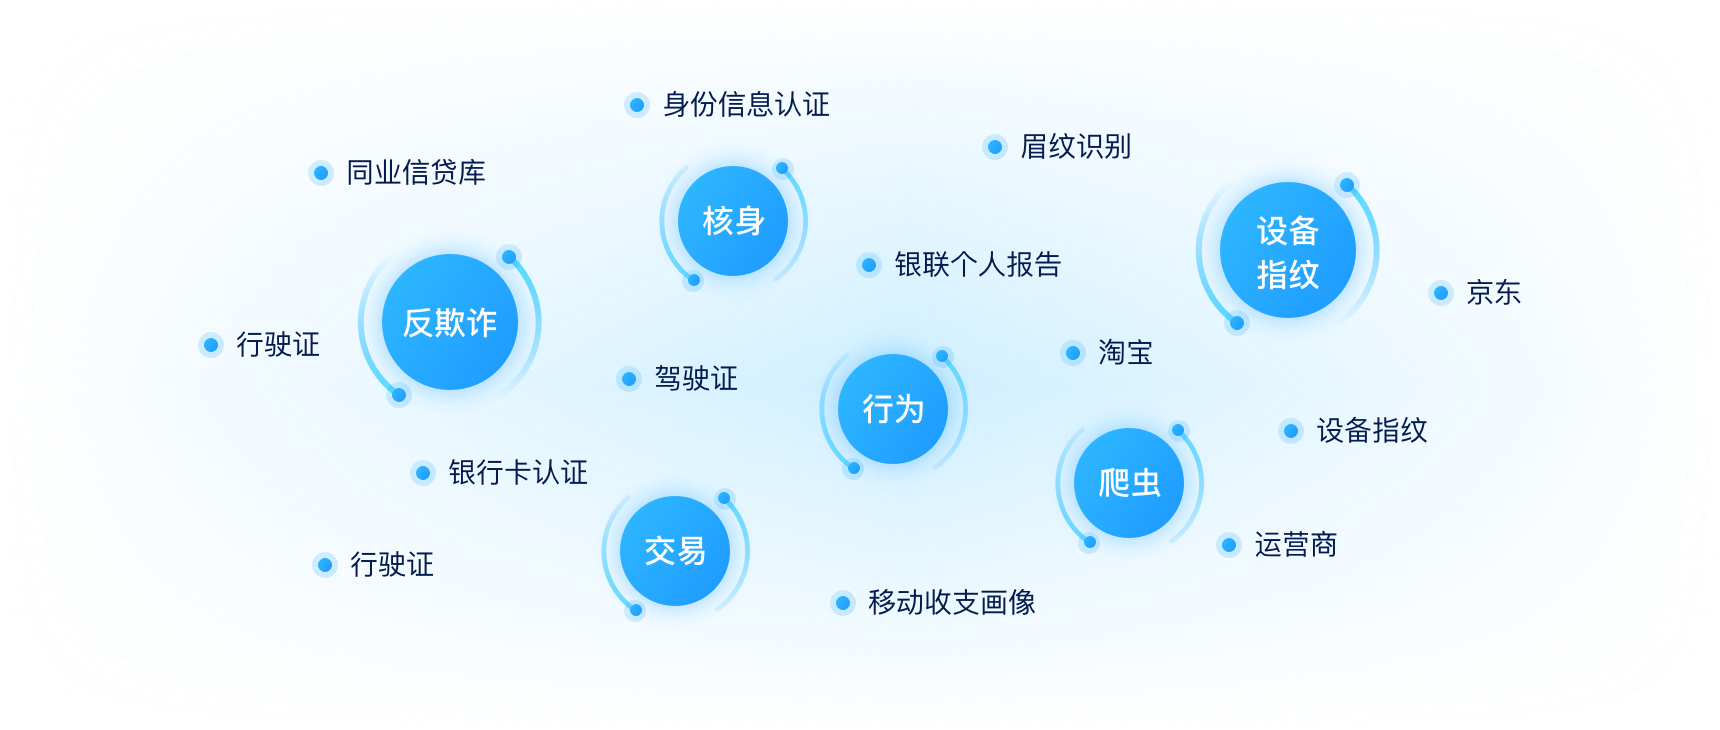 身份信息认证
眉纹识别
同业信贷库
核身
设备
指纹
银联个人报告
京东
反欺诈
行驶证
淘宝
驾驶证
行为
设备指纹
银行卡认证
爬虫
运营商
交易
行驶证
移动收支画像